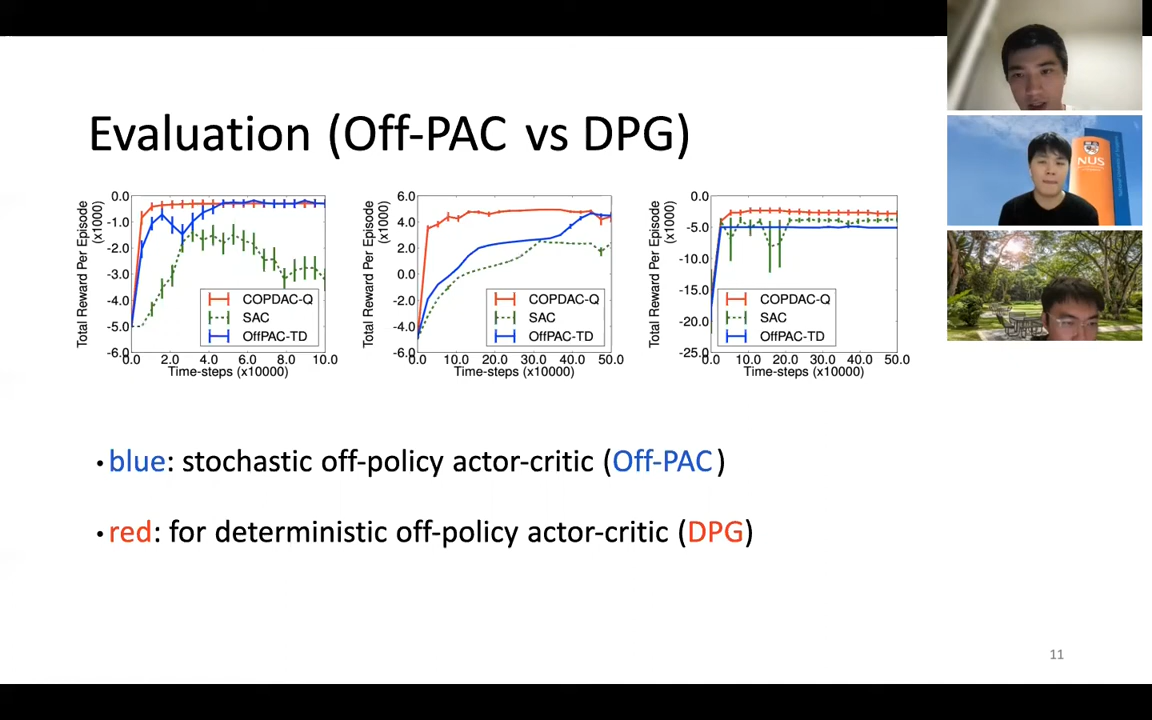 Evaluation (Off-PAC vs DPG)
Total Reward Per Episode
(x10000)
0.0
-1.0
-2.0
-3.0
-4.0
-5.0
-6.0
COPDAC-Q
SAC
OffPAC-TD
0.0 2.0 4.0 6.0 8.0 10.0
Time-steps (x10000)
Total Reward Per Episode
(x1000)
6.0
4.0
2.0
0.0
-2.0
-4.0
-6.0
COPDAC-Q
SAC
OffPAC-TD
0.0 10.0 20.0 30.0 40.0 50.0
Time-steps (x10000)
Total Reward Per Episode
(x1000)
0.0
-5.0
-10.0
-15.0
-20.0
-25.0
COPDAC-Q
SAC
OffPAC-TD
0.0 10.0 20.0 30.0 40.0 50.0
Time-steps (x10000)
• blue: stochastic off-policy actor-critic (Off-PAC)
• red: for deterministic off-policy actor-critic (DPG)
11
NUS